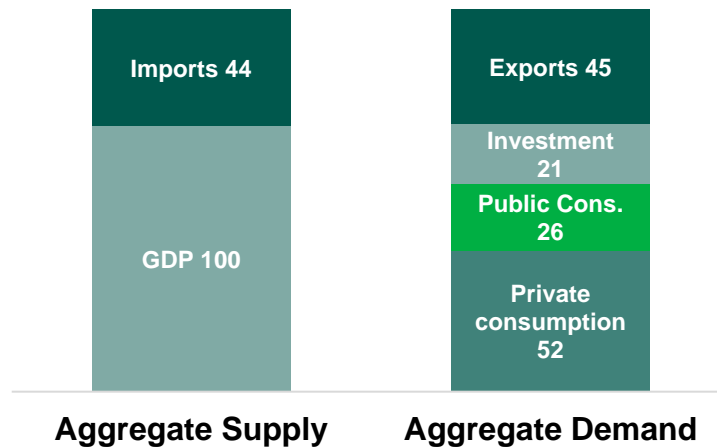 Imports 44
GDP 100
Aggregate Supply
Exports 45
Investment
21
Public Cons.
26
Private
consumption
52
Aggregate Demand